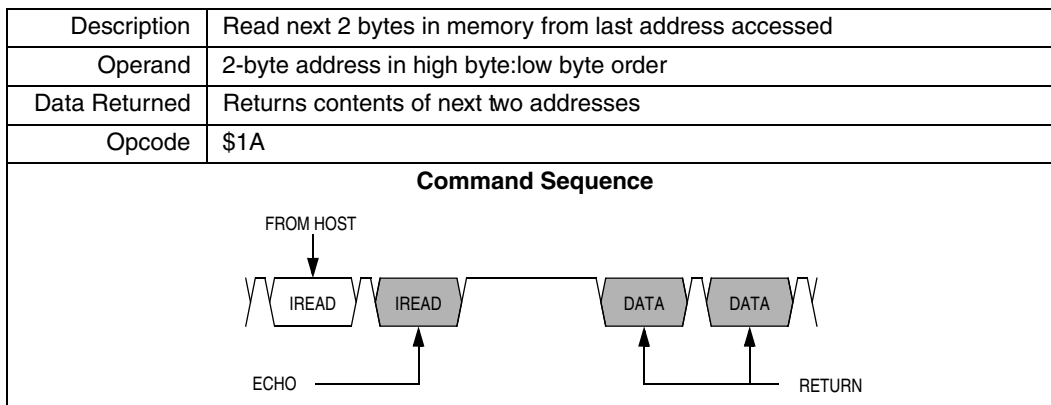 Description Read next 2 bytes in memory from last address accessed
Operand 2-byte address in high byte:low byte order
Data Returned Returns contents of next two addresses
Opcode $1A
Command Sequence
FROM HOST
IREAD IREAD DATA DATA
ECHO RETURN